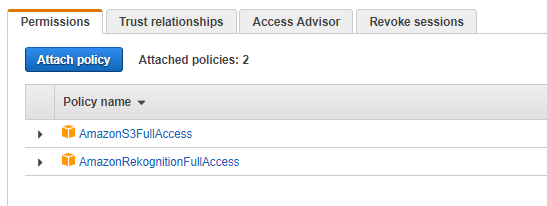 Permissions Trust relationships Access Advisor Revoke sessions
Attach policy Attached policies: 2
Policy name
AmazonS3FullAccess
AmazonRekognitionFullAccess